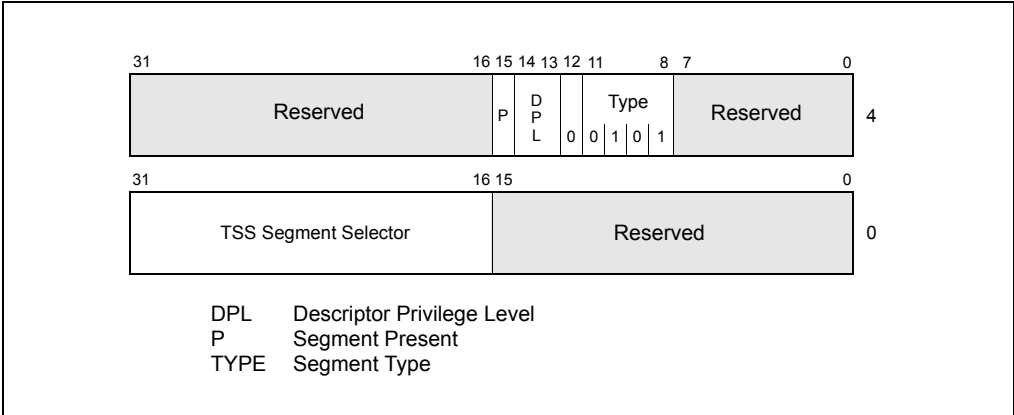 31 16 15 14 13 12 11 8 7 0
Reserved P DPL 0 Type 0 1 0 1 Reserved 4
31 16 15 0
TSS Segment Selector Reserved 0
DPL Descriptor Privilege Level
P Segment Present
TYPE Segment Type